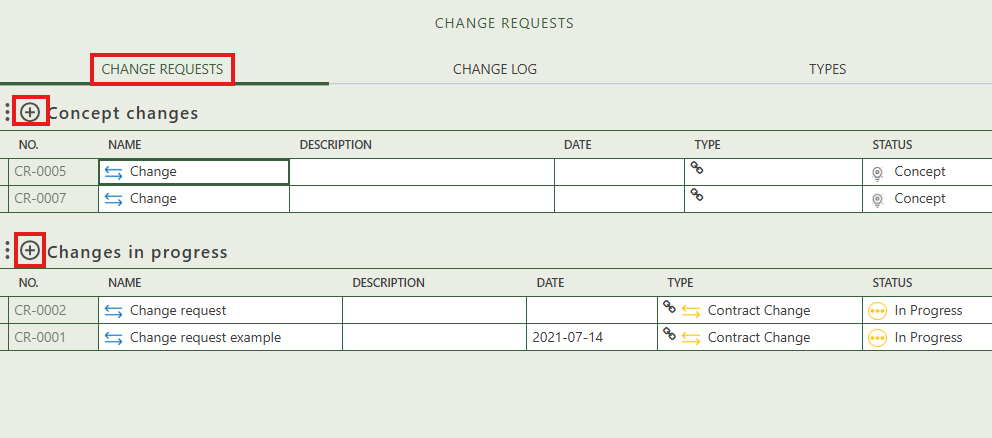 CHANGE REQUESTS
CHANGE REQUESTS CHANGE LOG TYPES
Concept changes
NO. NAME DESCRIPTION DATE TYPE STATUS
CR-0005 Change Concept
CR-0007 Change Concept
Changes in progress
NO. NAME DESCRIPTION DATE TYPE STATUS
CR-0002 Change request Contract Change In Progress
CR-0001 Change request example 2021-07-14 Contract Change In Progress